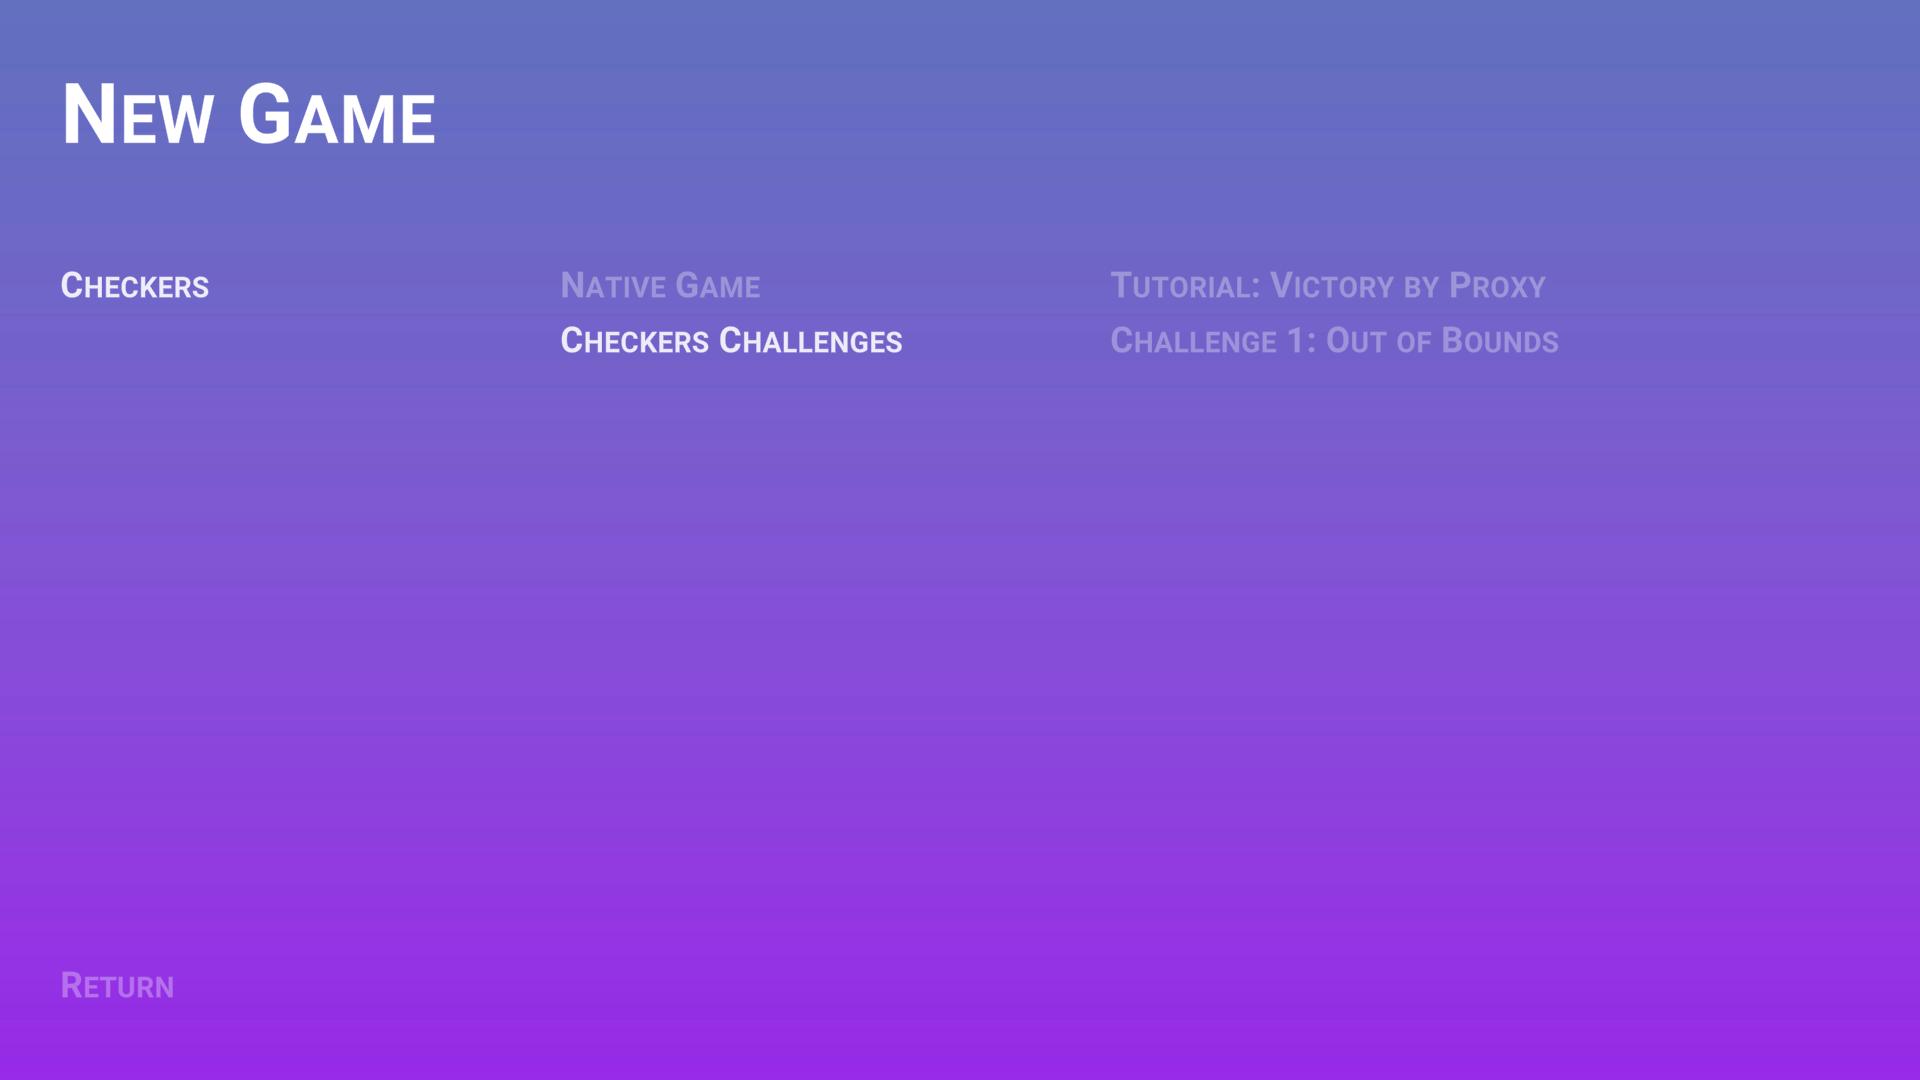 New Game
Checkers
Native Game
Tutorial: Victory by Proxy
Checkers Challenges
Challenge 1: Out of Bounds
Return